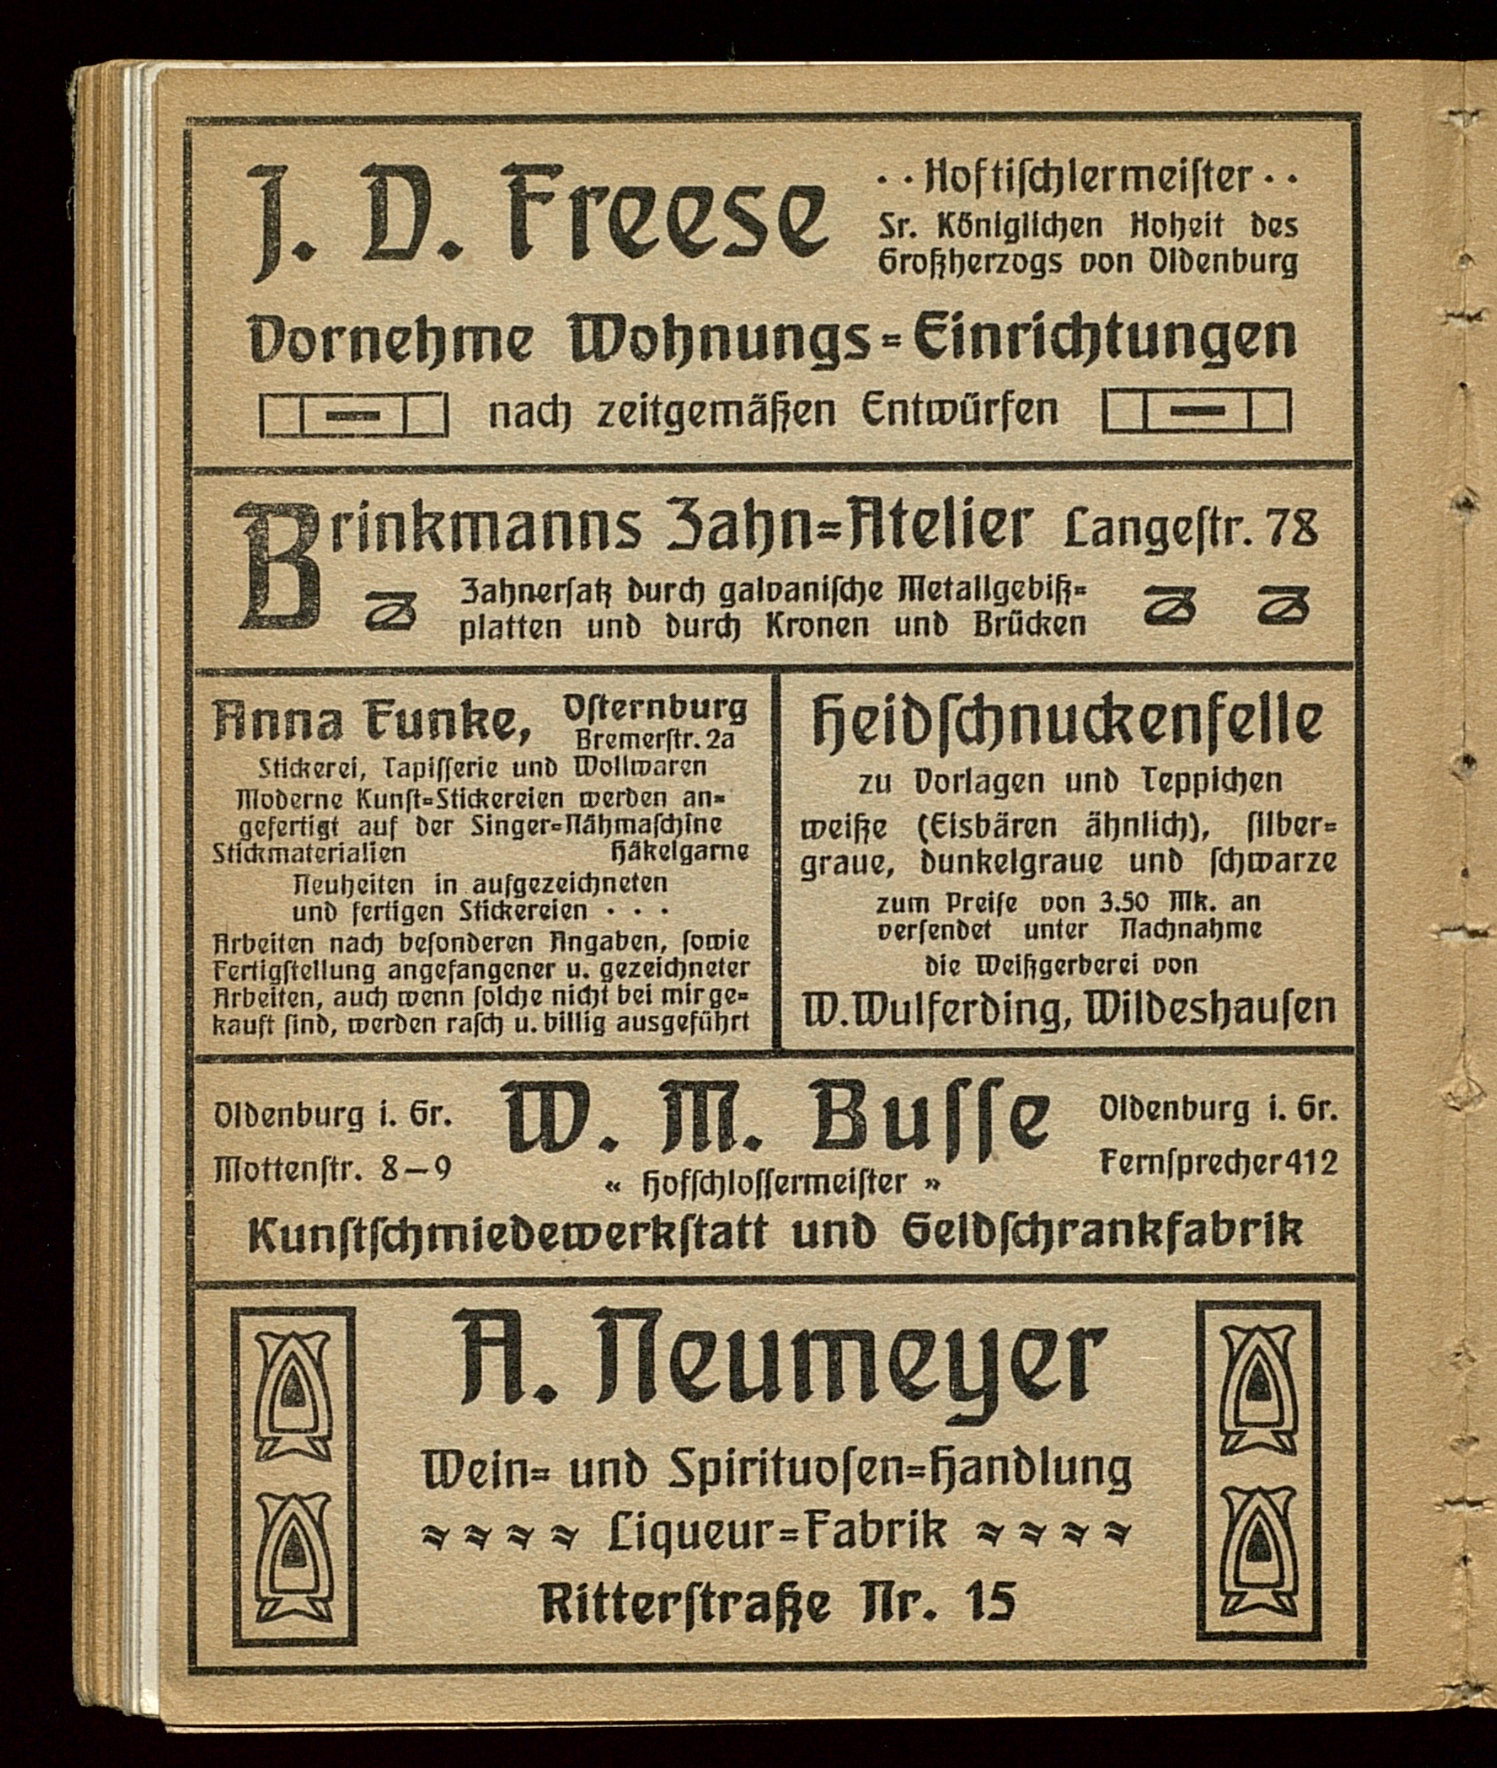 J. D. Freese
·· Hoftiſchlermeiſter ··
Sr. Königlichen Hoheit des
Großherzogs von Oldenburg
Vornehme Wohnungs=Einrichtungen
nach zeitgemäßen Entwürfen
Brinkmanns Zahn=Atelier Langeſtr. 78
Zahnerſatz durch galvaniſche Metallgebiß=
platten und durch Kronen und Brücken
Anna Funke,
Oſternburg
Bremerſtr. 2a
Stickerei, Tapiſſerie und Wollwaren
Moderne Kunſt=Stickereien werden an=
gefertigt auf der Singer=Nähmaſchine
Stickmaterialien Häkelgarne
Neuheiten in aufgezeichneten
und fertigen Stickereien · · ·
Arbeiten nach beſonderen Angaben, ſowie
Fertigſtellung angefangener u. gezeichneter
Arbeiten, auch wenn ſolche nicht bei mir ge=
kauft ſind, werden raſch u. billig ausgeführt
Heidſchnuckenfelle
zu Vorlagen und Teppichen
weiße (Eisbären ähnlich), ſilber=
graue, dunkelgraue und ſchwarze
zum Preiſe von 3.50 Mk. an
verſendet unter Nachnahme
die Weißgerberei von
W. Wulferding, Wildeshauſen
Oldenburg i. Gr.
Mottenſtr. 8–9
W. M. Buſſe
« Hofſchloſſermeiſter »
Oldenburg i. Gr.
Fernſprecher 412
Kunſtſchmiedewerkſtatt und Geldſchrankfabrik
A. Neumeyer
Wein= und Spirituoſen=Handlung
Liqueur=Fabrik
Ritterſtraße Nr. 15